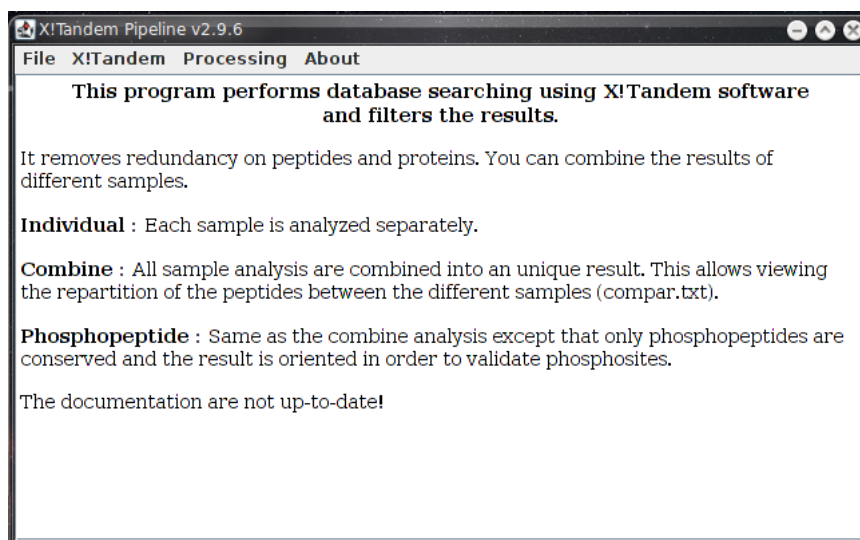 X!Tandem Pipeline v2.9.6
File X!Tandem Processing About
This program performs database searching using X!Tandem software
and filters the results.
It removes redundancy on peptides and proteins. You can combine the results of
different samples.
Individual : Each sample is analyzed separately.
Combine : All sample analysis are combined into an unique result. This allows viewing
the repartition of the peptides between the different samples (compar.txt).
Phosphopeptide : Same as the combine analysis except that only phosphopeptides are
conserved and the result is oriented in order to validate phosphosites.
The documentation are not up-to-date!